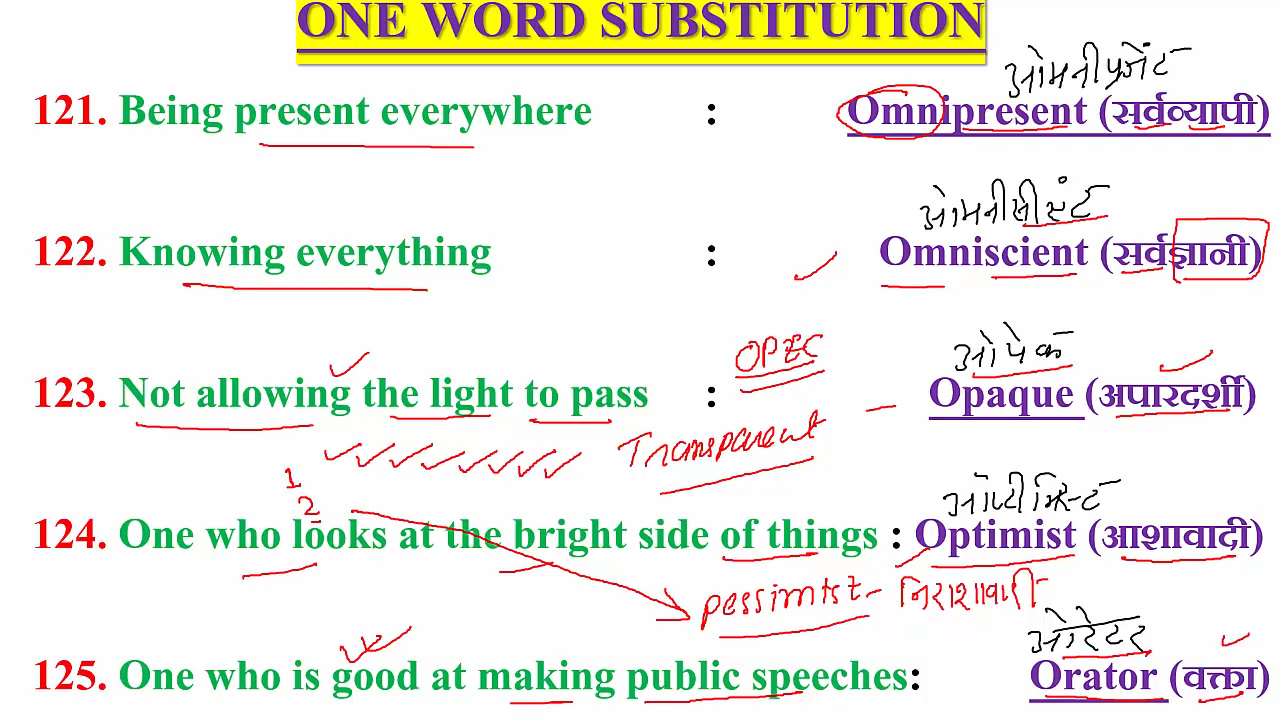 ONE WORD SUBSTITUTION
ओमनीप्रजेंट
121. Being present everywhere : Omnipresent (सर्वव्यापी)
ओमनीसीएंट
122. Knowing everything : Omniscient (सर्वज्ञानी)
OPEC ओपेक
123. Not allowing the light to pass : Opaque (अपारदर्शी)
Transparent
1
2 ओप्टीमिस्ट
124. One who looks at the bright side of things : Optimist (आशावादी)
pessimist - निराशावादी
ओरेटर
125. One who is good at making public speeches: Orator (वक्ता)